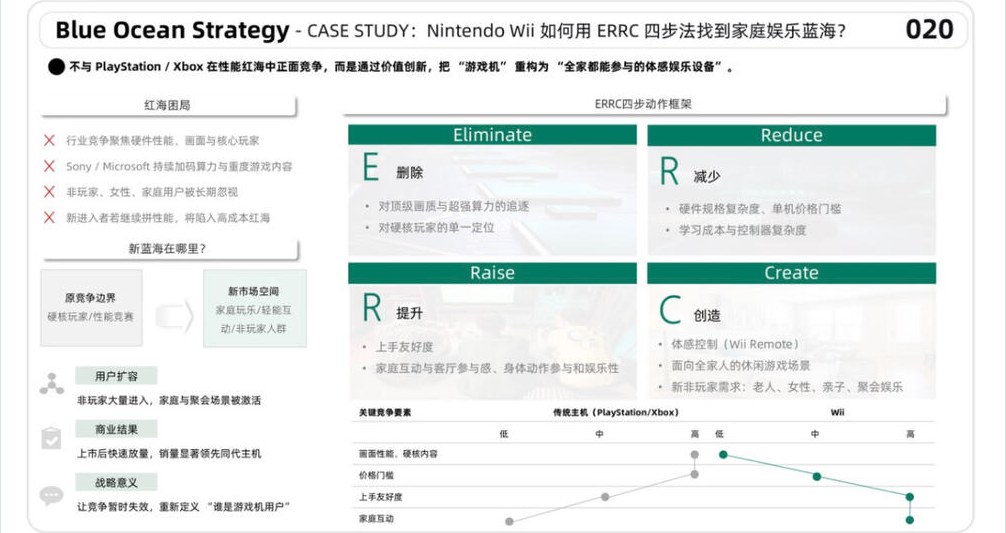 Blue Ocean Strategy - CASE STUDY：Nintendo Wii 如何用 ERRC 四步法找到家庭娱乐蓝海？
020
不与 PlayStation / Xbox 在性能红海中正面竞争，而是通过价值创新，把 “游戏机” 重构为 “全家都能参与的体感娱乐设备” 。
红海困局
行业竞争聚焦硬件性能、画面与核心玩家
Sony / Microsoft 持续加码算力与重度游戏内容
非玩家、女性、家庭用户被长期忽视
新进入者若继续拼性能，将陷入高成本红海
新蓝海在哪里？
原竞争边界
硬核玩家/性能竞赛
新市场空间
家庭玩乐/轻能互
动/非玩家人群
用户扩容
非玩家大量进入，家庭与聚会场景被激活
商业结果
上市后快速放量，销量显著领先同代主机
战略意义
让竞争暂时失效，重新定义 “谁是游戏机用户”
ERRC四步动作框架
Eliminate
E 删除
• 对顶级画质与超强算力的追逐
• 对硬核玩家的单一定位
Reduce
R 减少
• 硬件规格复杂度、单机价格门槛
• 学习成本与控制器复杂度
Raise
R 提升
• 上手友好度
• 家庭互动与客厅参与感、身体动作参与和娱乐性
Create
C 创造
• 体感控制（Wii Remote）
• 面向全家人的休闲游戏场景
• 新非玩家需求：老人、女性、亲子、聚会娱乐
关键竞争要素 传统主机（PlayStation/Xbox） Wii
低 中 高 低 中 高
画面性能、硬核内容
价格门槛
上手友好度
家庭互动